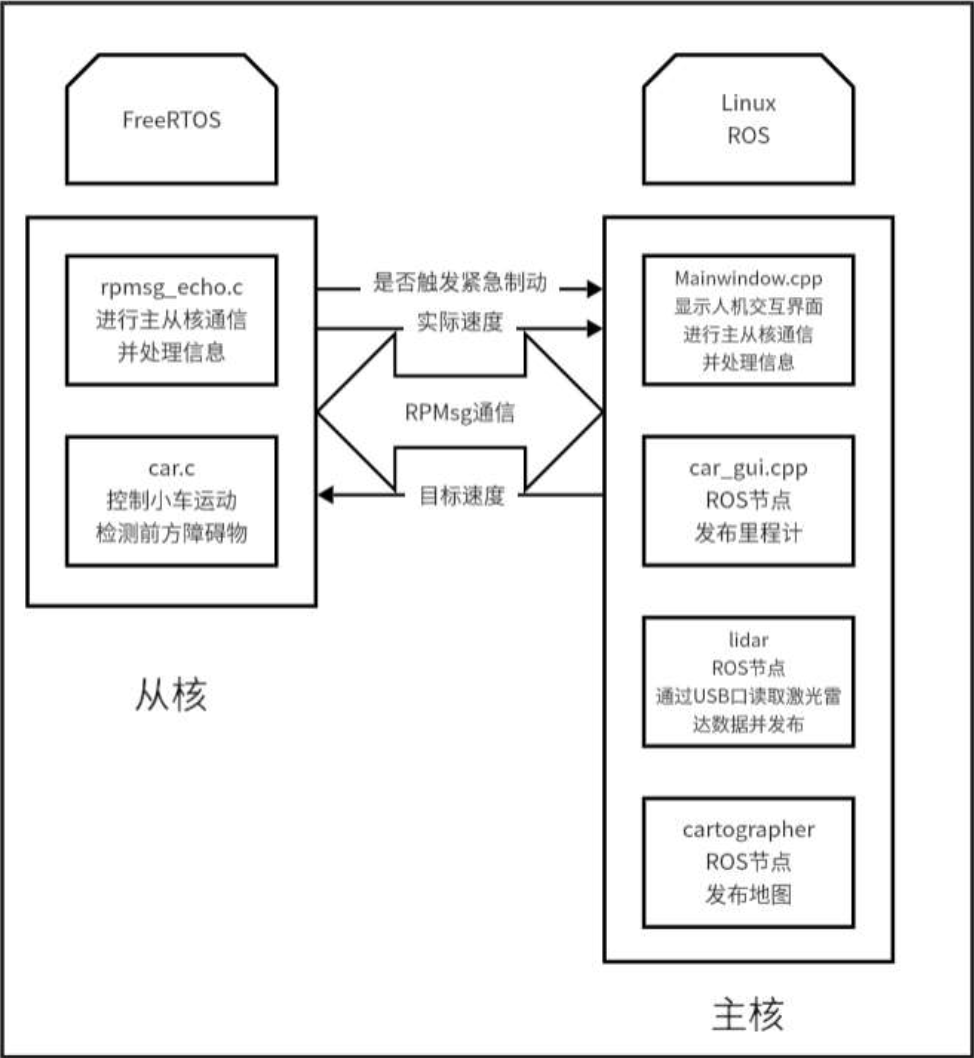 FreeRTOS
Linux
ROS
rpmsg_echo.c
进行主从核通信
并处理信息
car.c
控制小车运动
检测前方障碍物
从核
是否触发紧急制动
实际速度
RPMsg通信
目标速度
Mainwindow.cpp
显示人机交互界面
进行主从核通信
并处理信息
car_gui.cpp
ROS节点
发布里程计
lidar
ROS节点
通过USB口读取激光雷
达数据并发布
cartographer
ROS节点
发布地图
主核